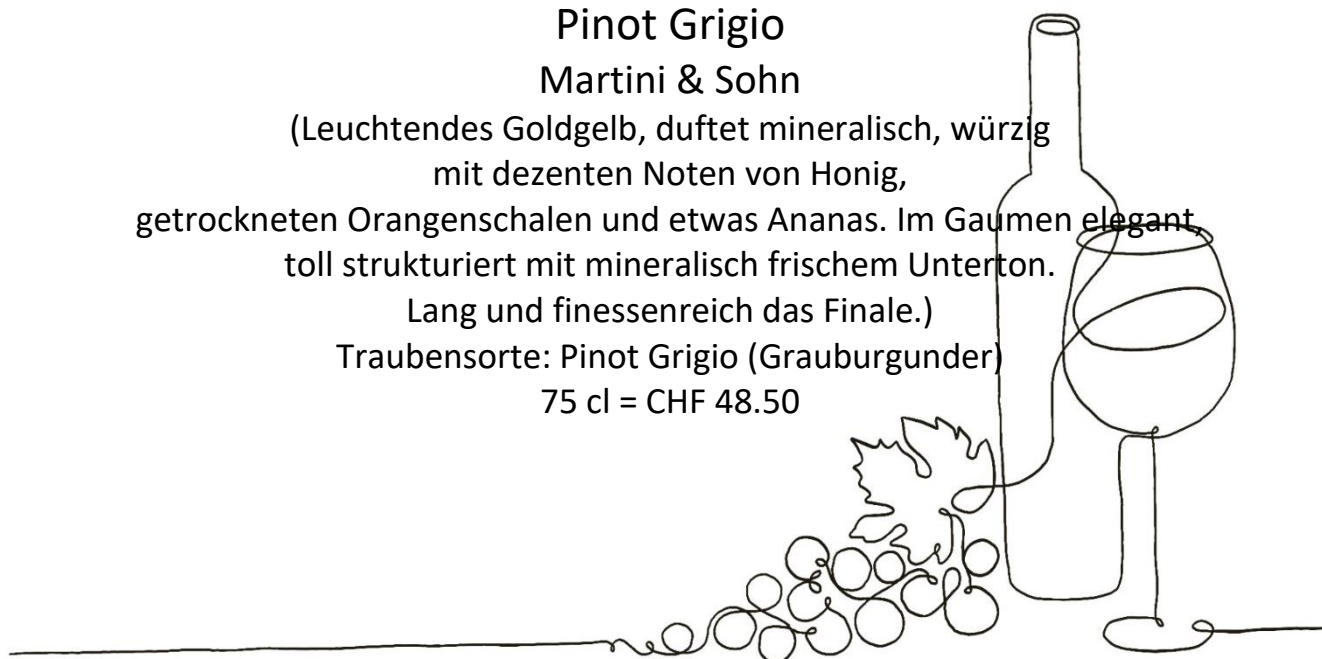 Pinot Grigio
Martini & Sohn
(Leuchtendes Goldgelb, duftet mineralisch, würzig
mit dezenten Noten von Honig,
getrockneten Orangenschalen und etwas Ananas. Im Gaumen elegant,
toll strukturiert mit mineralisch frischem Unterton.
Lang und finessenreich das Finale.)
Traubensorte: Pinot Grigio (Grauburgunder)
75 cl = CHF 48.50